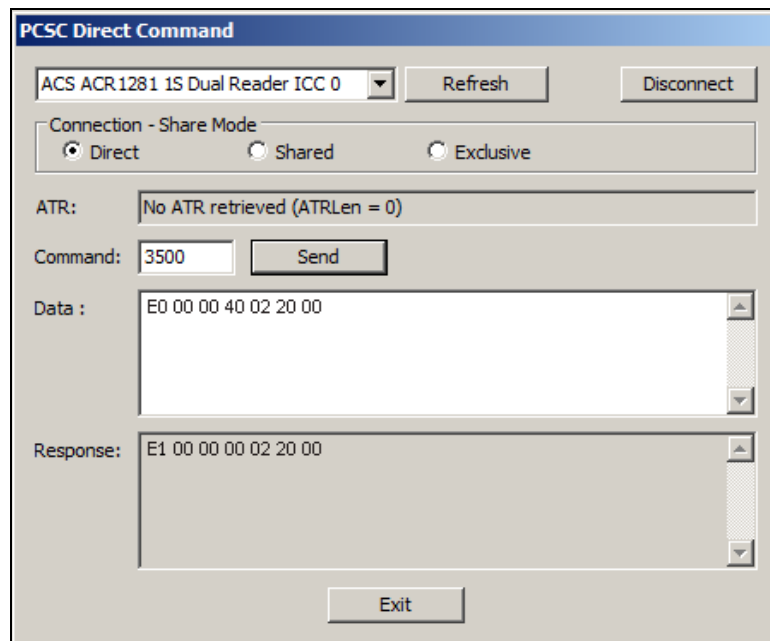 PCSC Direct Command
ACS ACR1281 1S Dual Reader ICC 0 Refresh Disconnect
Connection - Share Mode
Direct Shared Exclusive
ATR: No ATR retrieved (ATRLen = 0)
Command: 3500 Send
Data : E0 00 00 40 02 20 00
Response: E1 00 00 00 02 20 00
Exit